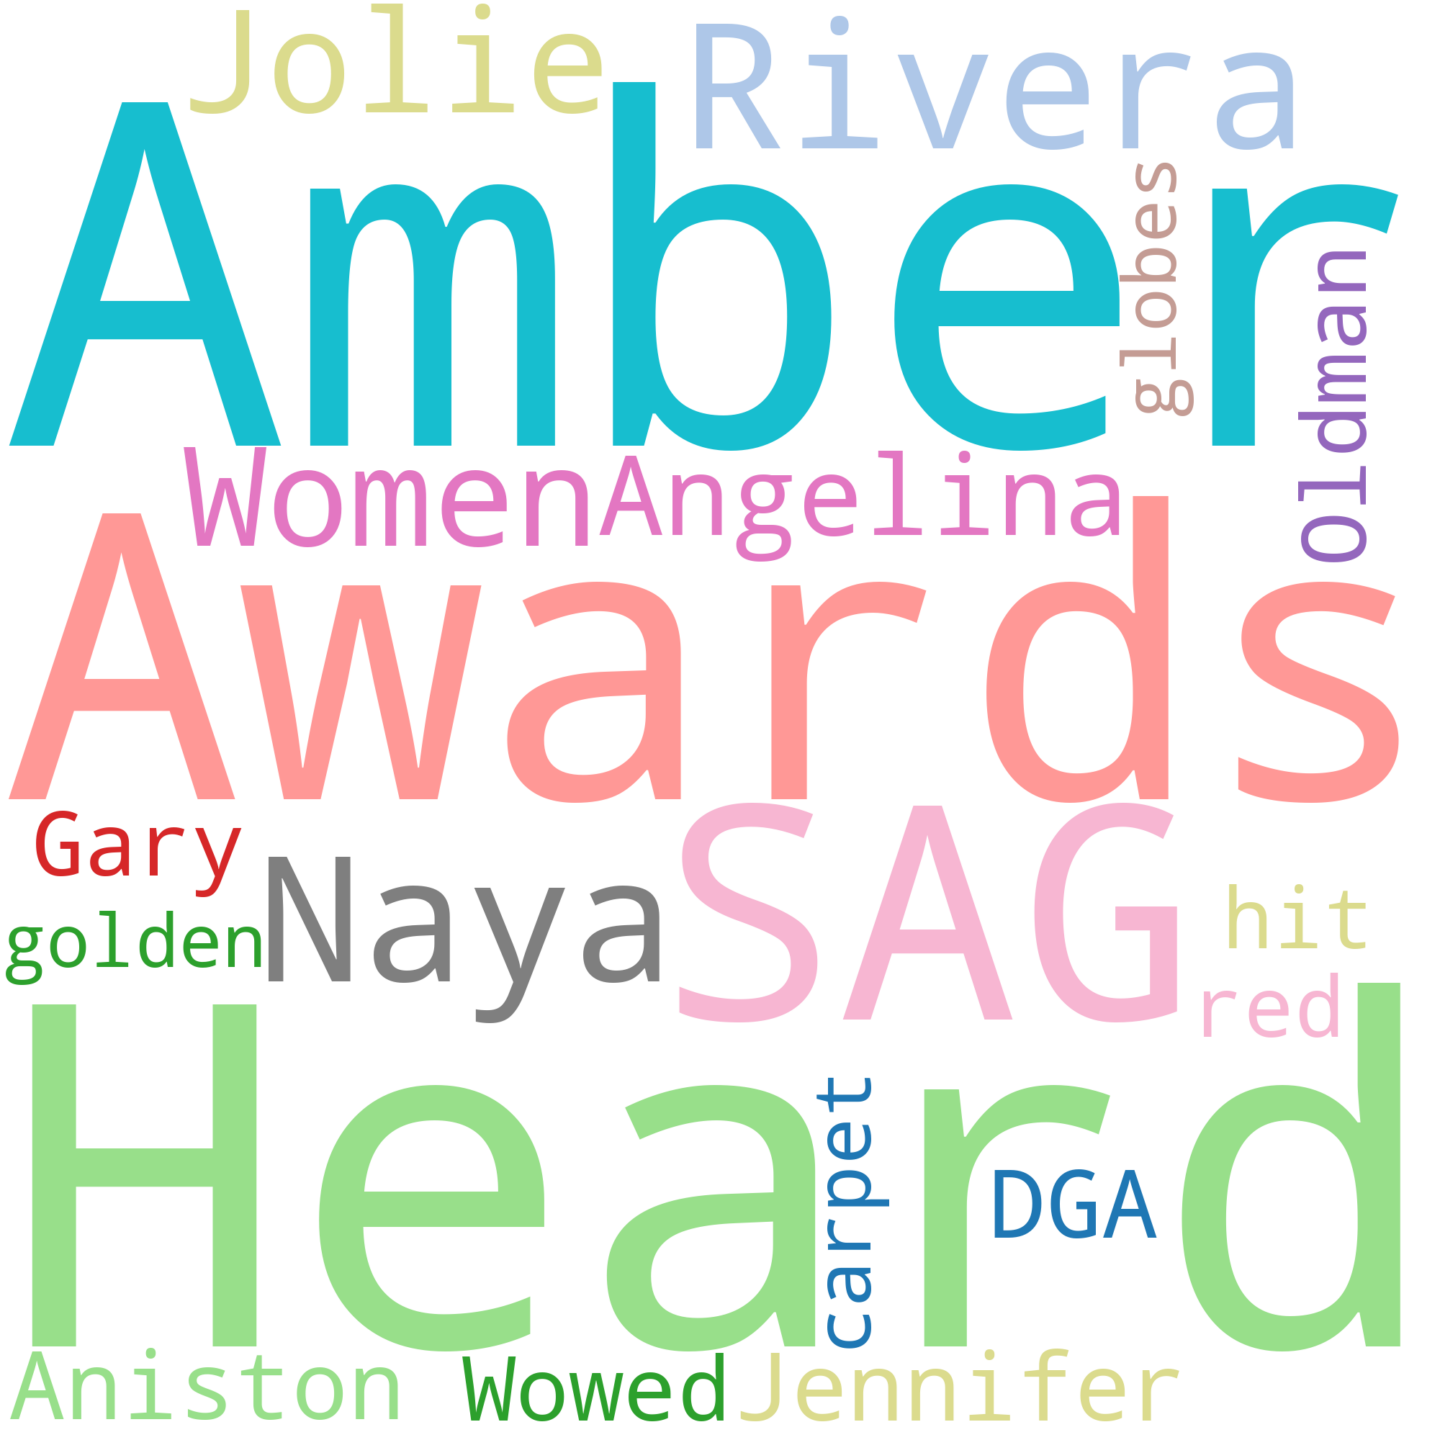 Jolie
Rivera
Amber
globes
Oldman
Women
Angelina
Awards
Gary
Naya
SAG
golden
hit
red
Heard
carpet
DGA
Aniston
Wowed
Jennifer